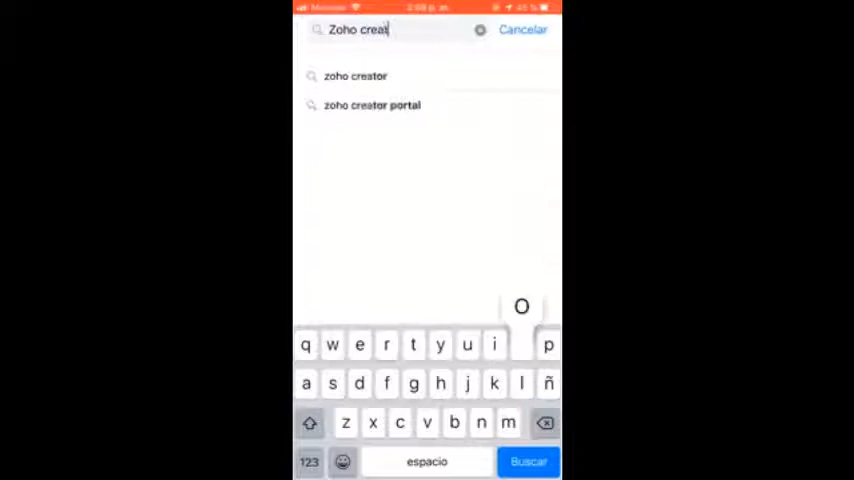 Zoho creat
Cancelar
zoho creator
zoho creator portal
O
q w e r t y u i p
a s d f g h j k l ñ
z x c v b n m
123
espacio
Buscar